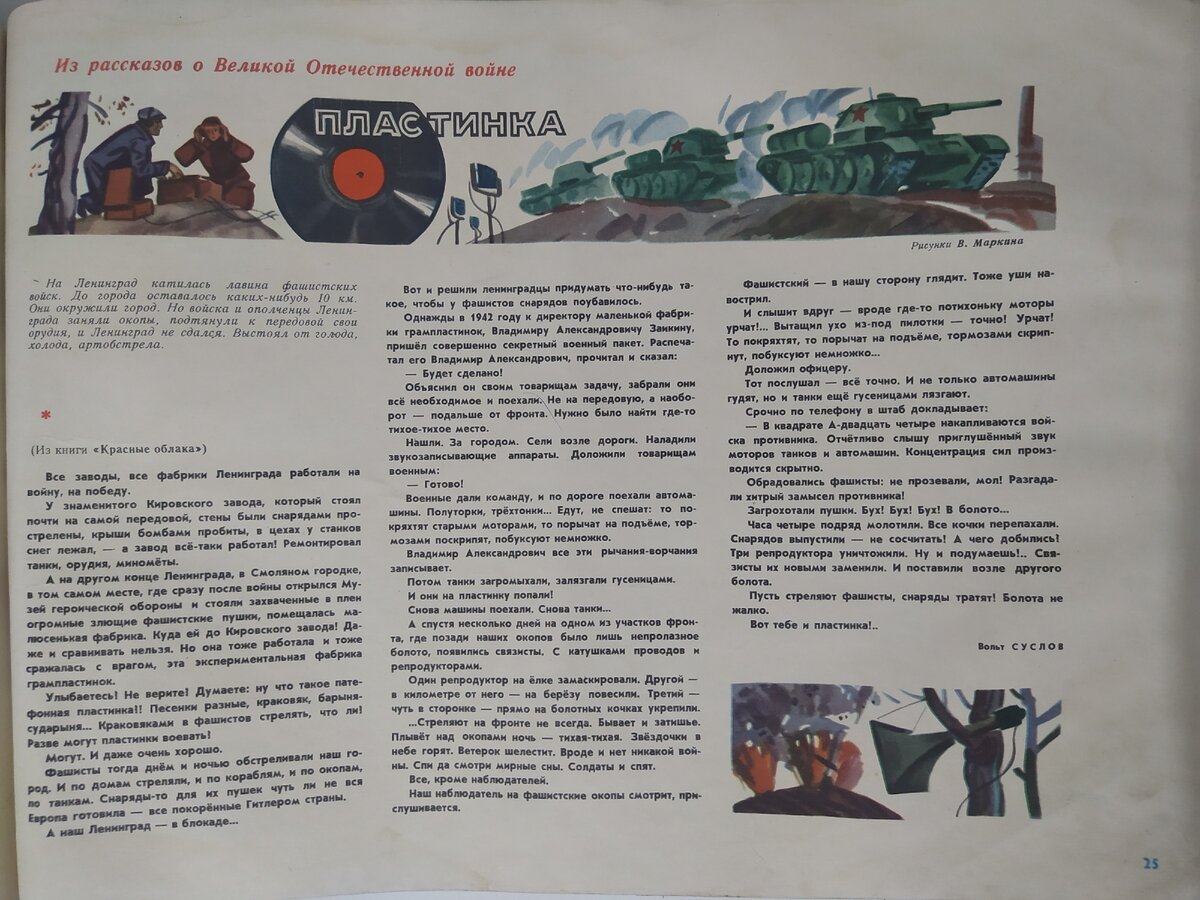 Из рассказов о Великой Отечественной войне
ПЛАСТИНКА
Рисунки В. Маркина
На Ленинград катилась лавина фашистских
войск. До города оставалось каких-нибудь 10 км.
Они окружили город. Но войска и ополченцы Ленин-
града заняли окопы, подтянули к передовой свои
орудия, и Ленинград не сдался. Выстоял от голода,
холода, артобстрела.
*
(Из книги «Красные облака»)
Все заводы, все фабрики Ленинграда работали на
войну, на победу.
У знаменитого Кировского завода, который стоял
почти на самой передовой, стены были снарядами про-
стрелены, крыши бомбами пробиты, в цехах у станков
снег лежал, — а завод всё-таки работал! Ремонтировал
танки, орудия, миномёты.
А на другом конце Ленинграда, в Смоляном городке,
в том самом месте, где сразу после войны открылся Му-
зей героической обороны и стояли захваченные в плен
огромные злющие фашистские пушки, помещалась ма-
люсенькая фабрика. Куда ей до Кировского завода! Да-
же и сравнивать нельзя. Но она тоже работала и тоже
сражалась с врагом, эта экспериментальная фабрика
грампластинок.
Улыбаетесь! Не верите! Думаете: ну что такое пате-
фонная пластинка!! Песенки разные, краковяк, барыня-
сударыня... Краковяками в фашистов стрелять, что ли!
Разве могут пластинки воевать!
Могут. И даже очень хорошо.
Фашисты тогда днём и ночью обстреливали наш го-
род. И по домам стреляли, и по кораблям, и по окопам,
по танкам. Снаряды-то для их пушек чуть ли не вся
Европа готовила — все покорённые Гитлером страны.
А наш Ленинград — в блокаде...
Вот и решили ленинградцы придумать что-нибудь та-
кое, чтобы у фашистов снарядов поубавилось.
Однажды в 1942 году к директору маленькой фабри-
ки грампластинок, Владимиру Александровичу Заикину,
пришёл совершенно секретный военный пакет. Распеча-
тал его Владимир Александрович, прочитал и сказал:
— Будет сделано!
Объяснил он своим товарищам задачу, забрали они
всё необходимое и поехали. Не на передовую, а наобо-
рот — подальше от фронта. Нужно было найти где-то
тихое-тихое место.
Нашли. За городом. Сели возле дороги. Наладили
звукозаписывающие аппараты. Доложили товарищам
военным:
— Готово!
Военные дали команду, и по дороге поехали автома-
шины. Полуторки, трёхтонки... Едут, не спешат: то по-
кряхтят старыми моторами, то порычат на подъёме, тор-
мозами поскрипят, побуксуют немножко.
Владимир Александрович все эти рычания-ворчания
записывает.
Потом танки загромыхали, залязгали гусеницами.
И они на пластинку попали!
Снова машины поехали. Снова танки...
А спустя несколько дней на одном из участков фрон-
та, где позади наших окопов было лишь непролазное
болото, появились связисты. С катушками проводов и
репродукторами.
Один репродуктор на ёлке замаскировали. Другой —
в километре от него — на берёзу повесили. Третий —
чуть в сторонке — прямо на болотных кочках укрепили.
...Стреляют на фронте не всегда. Бывает и затишье.
Плывёт над окопами ночь — тихая-тихая. Звёздочки в
небе горят. Ветерок шелестит. Вроде и нет никакой вой-
ны. Спи да смотри мирные сны. Солдаты и спят.
Все, кроме наблюдателей.
Наш наблюдатель на фашистские окопы смотрит, при-
слушивается.
Фашистский — в нашу сторону глядит. Тоже уши на-
вострил.
И слышит вдруг — вроде где-то потихоньку моторы
урчат!... Вытащил ухо из-под пилотки — точно! Урчат!
То покряхтят, то порычат на подъёме, тормозами скрип-
нут, побуксуют немножко...
Доложил офицеру.
Тот послушал — всё точно. И не только автомашины
гудят, но и танки ещё гусеницами лязгают.
Срочно по телефону в штаб докладывает:
— В квадрате А-двадцать четыре накапливаются вой-
ска противника. Отчётливо слышу приглушённый звук
моторов танков и автомашин. Концентрация сил произ-
водится скрытно.
Обрадовались фашисты: не прозевали, мол! Разгада-
ли хитрый замысел противника!
Загрохотали пушки. Бух! Бух! Бух! В болото...
Часа четыре подряд молотили. Все кочки перепахали.
Снарядов выпустили — не сосчитать! А чего добились!
Три репродуктора уничтожили. Ну и подумаешь!.. Свя-
зисты их новыми заменили. И поставили возле другого
болота.
Пусть стреляют фашисты, снаряды тратят! Болота не
жалко.
Вот тебе и пластинка!..
Вольт СУСЛОВ
25